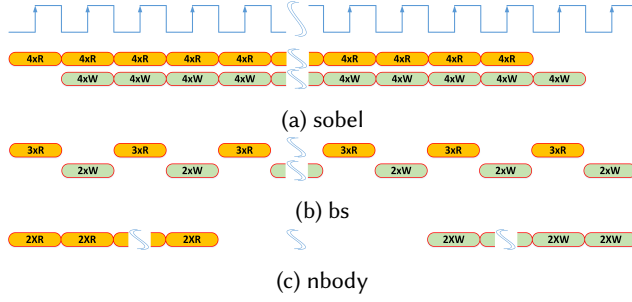 4xR 4xR 4xR 4xR 4xR 4xR 4xR 4xR 4xR
4xW 4xW 4xW 4xW 4xW 4xW 4xW 4xW 4xW
(a) sobel
3xR 3xR 3xR 3xR 3xR 3xR
2xW 2xW 2xW 2xW 2xW
(b) bs
2XR 2XR 2XR 2XW 2XW 2XW
(c) nbody